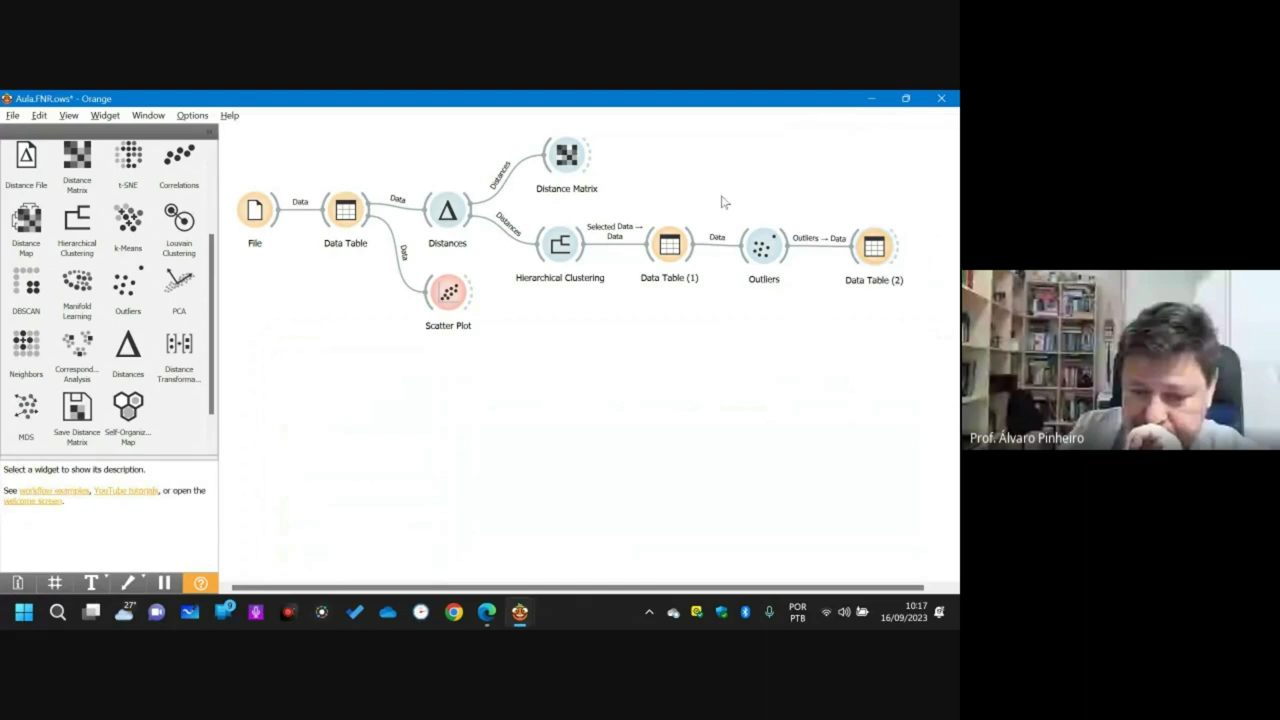 Aula.FNR.ows* - Orange
File Edit View Widget Window Options Help
Distance File
Distance
Matrix
t-SNE
Correlations
Distance
Map
Hierarchical
Clustering
k-Means
Louvain
Clustering
DBSCAN
Manifold
Learning
Outliers
PCA
Neighbors
Correspond...
Analysis
Distances
Distance
Transforma...
MDS
Save Distance
Matrix
Self-Organiz...
Map
Select a widget to show its description.
See workflow examples, YouTube tutorials, or open the
welcome screen.
File
Data
Data Table
Data
Data
Distances
Scatter Plot
Distances
Distances
Distance Matrix
Hierarchical Clustering
Selected Data →
Data
Data Table (1)
Data
Outliers
Outliers → Data
Data Table (2)
Prof. Álvaro Pinheiro
27°
POR
PTB
10:17
16/09/2023